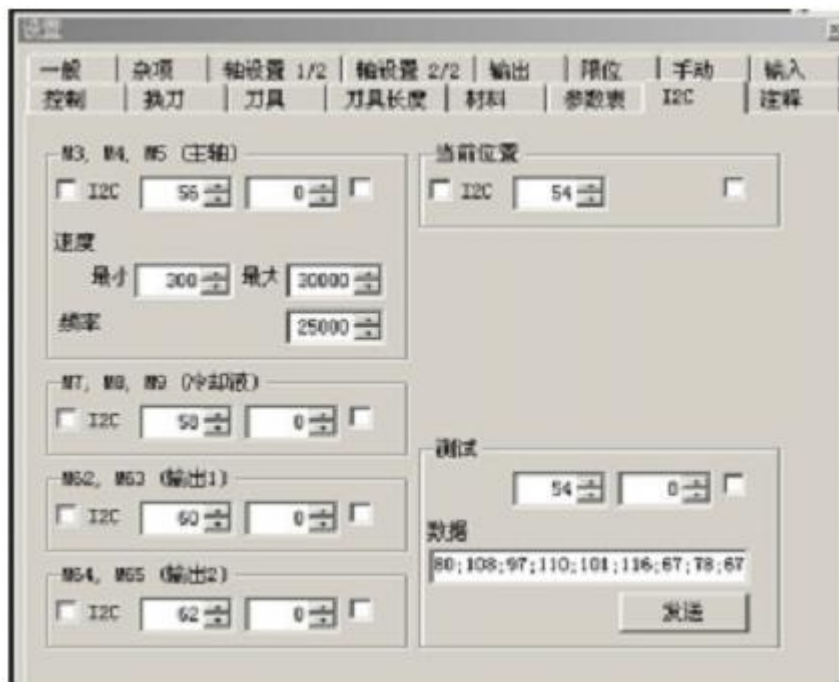 设置
一般 杂项 轴设置 1/2 轴设置 2/2 输出 限位 手动 输入
控制 换刀 刀具 刀具长度 材料 参数表 I2C 注释
M3, M4, M5 (主轴)
I2C 56 0
速度
最小 300 最大 30000
频率 25000
M7, M8, M9 (冷却液)
I2C 58 0
M62, M63 (输出1)
I2C 60 0
M64, M65 (输出2)
I2C 62 0
当前位置
I2C 54
测试
54 0
数据
80;108;97;110;101;116;67;78;67
发送